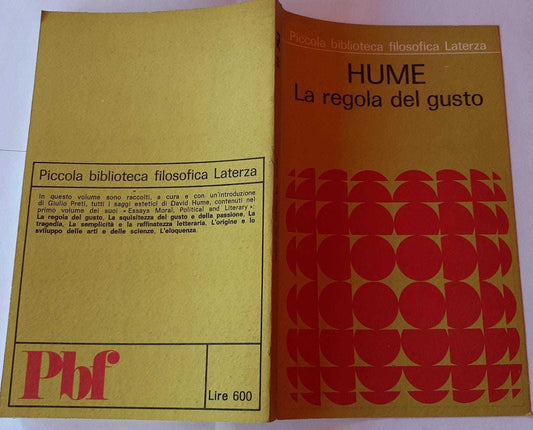 Piccola biblioteca filosofica Laterza
In questo volume sono raccolti, a cura e con un'introduzione
di Giulio Preti, tutti i saggi estetici di David Hume, contenuti nel
primo volume dei suoi «Essays Moral, Political and Literary»:
La regola del gusto, La squisitezza del gusto e della passione, La
tragedia, La semplicità e la raffinatezza letteraria, L'origine e lo
sviluppo delle arti e delle scienze, L'eloquenza.
Pbf
Lire 600
Piccola biblioteca filosofica Laterza
HUME
La regola del gusto